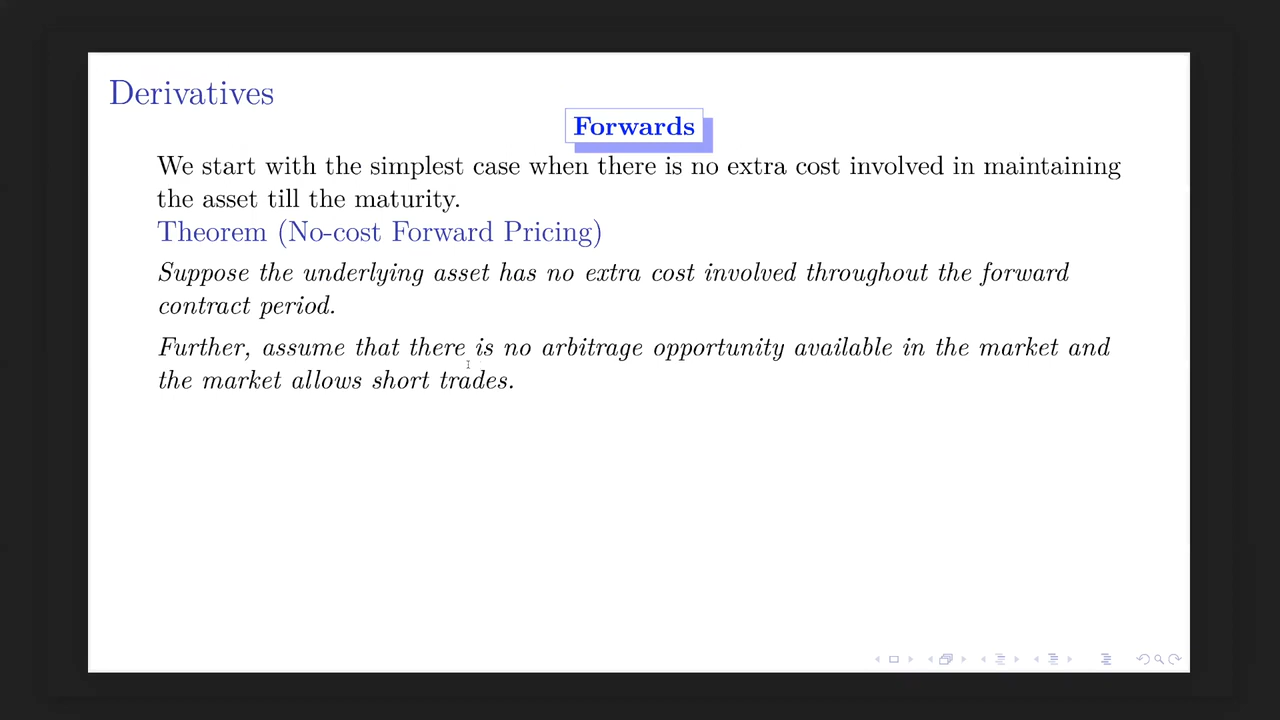 Derivatives
Forwards
We start with the simplest case when there is no extra cost involved in maintaining
the asset till the maturity.
Theorem (No-cost Forward Pricing)
Suppose the underlying asset has no extra cost involved throughout the forward
contract period.
Further, assume that there is no arbitrage opportunity available in the market and
the market allows short trades.